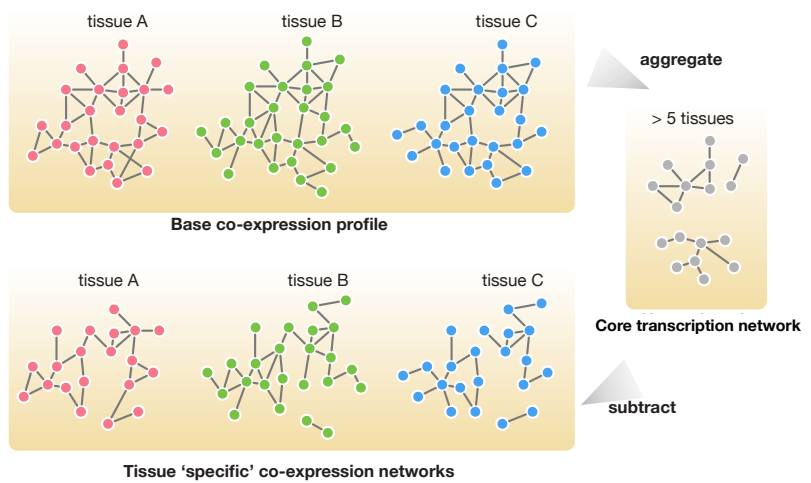 tissue A
tissue B
tissue C
Base co-expression profile
aggregate
> 5 tissues
Core transcription network
subtract
tissue A
tissue B
tissue C
Tissue ‘specific’ co-expression networks